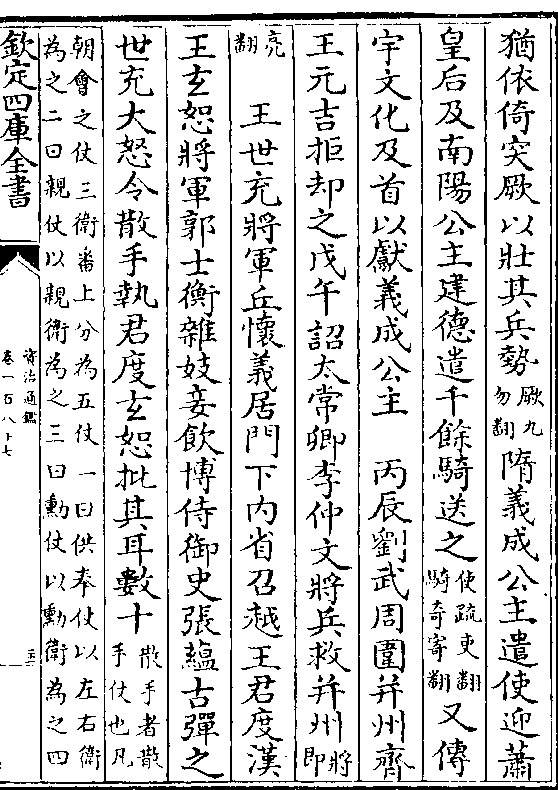 猶依倚突厥以壯其兵勢厥九勿翻隋義成公主遣使迎蕭
皇后及南陽公主建德遣千餘騎送之使疏吏翻騎奇寄翻又傳
宇文化及首以獻義成公主　丙辰劉武周圍并州齊
王元吉拒却之戊午詔太常卿李仲文將兵救并州將即
亮翻　王世充將軍丘懷義居門下内省召越王君度漢
王玄恕將軍郭士衡雜妓妾飲博侍御史張蘊古彈之
世充大怒令散手執君度玄恕批其耳數十散手者散手仗也凡
朝會之仗三衛番上分為五仗一曰供奉仗以左右衛
為之二曰親仗以親衛為之三曰勳仗以勳衛為之四
欽定四庫全書
資治通鑑
卷一百八十七